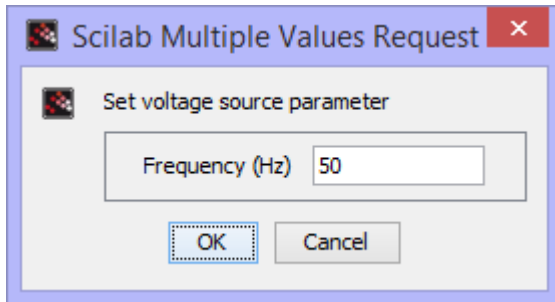 Scilab Multiple Values Request
Set voltage source parameter
Frequency (Hz) 50
OK Cancel